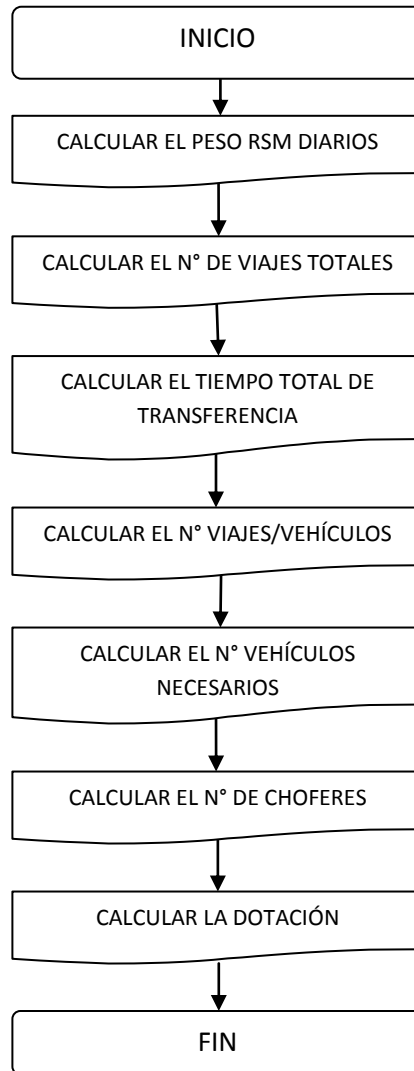 INICIO
CALCULAR EL PESO RSM DIARIOS
CALCULAR EL N° DE VIAJES TOTALES
CALCULAR EL TIEMPO TOTAL DE
TRANSFERENCIA
CALCULAR EL N° VIAJES/VEHÍCULOS
CALCULAR EL N° VEHÍCULOS
NECESARIOS
CALCULAR EL N° DE CHOFERES
CALCULAR LA DOTACIÓN
FIN